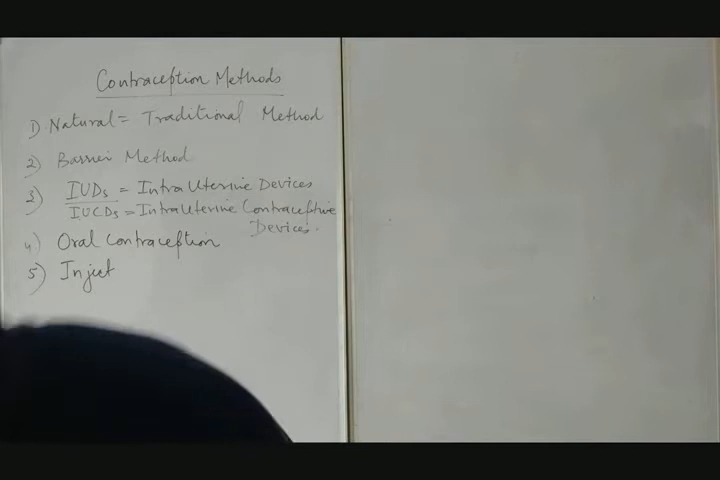 Contraception Methods
1) Natural = Traditional Method
2) Barrier Method
3) IUDs = Intra Uterine Devices
IUCDs = Intra Uterine Contraceptive
Devices.
4) Oral Contraception
5) Inject